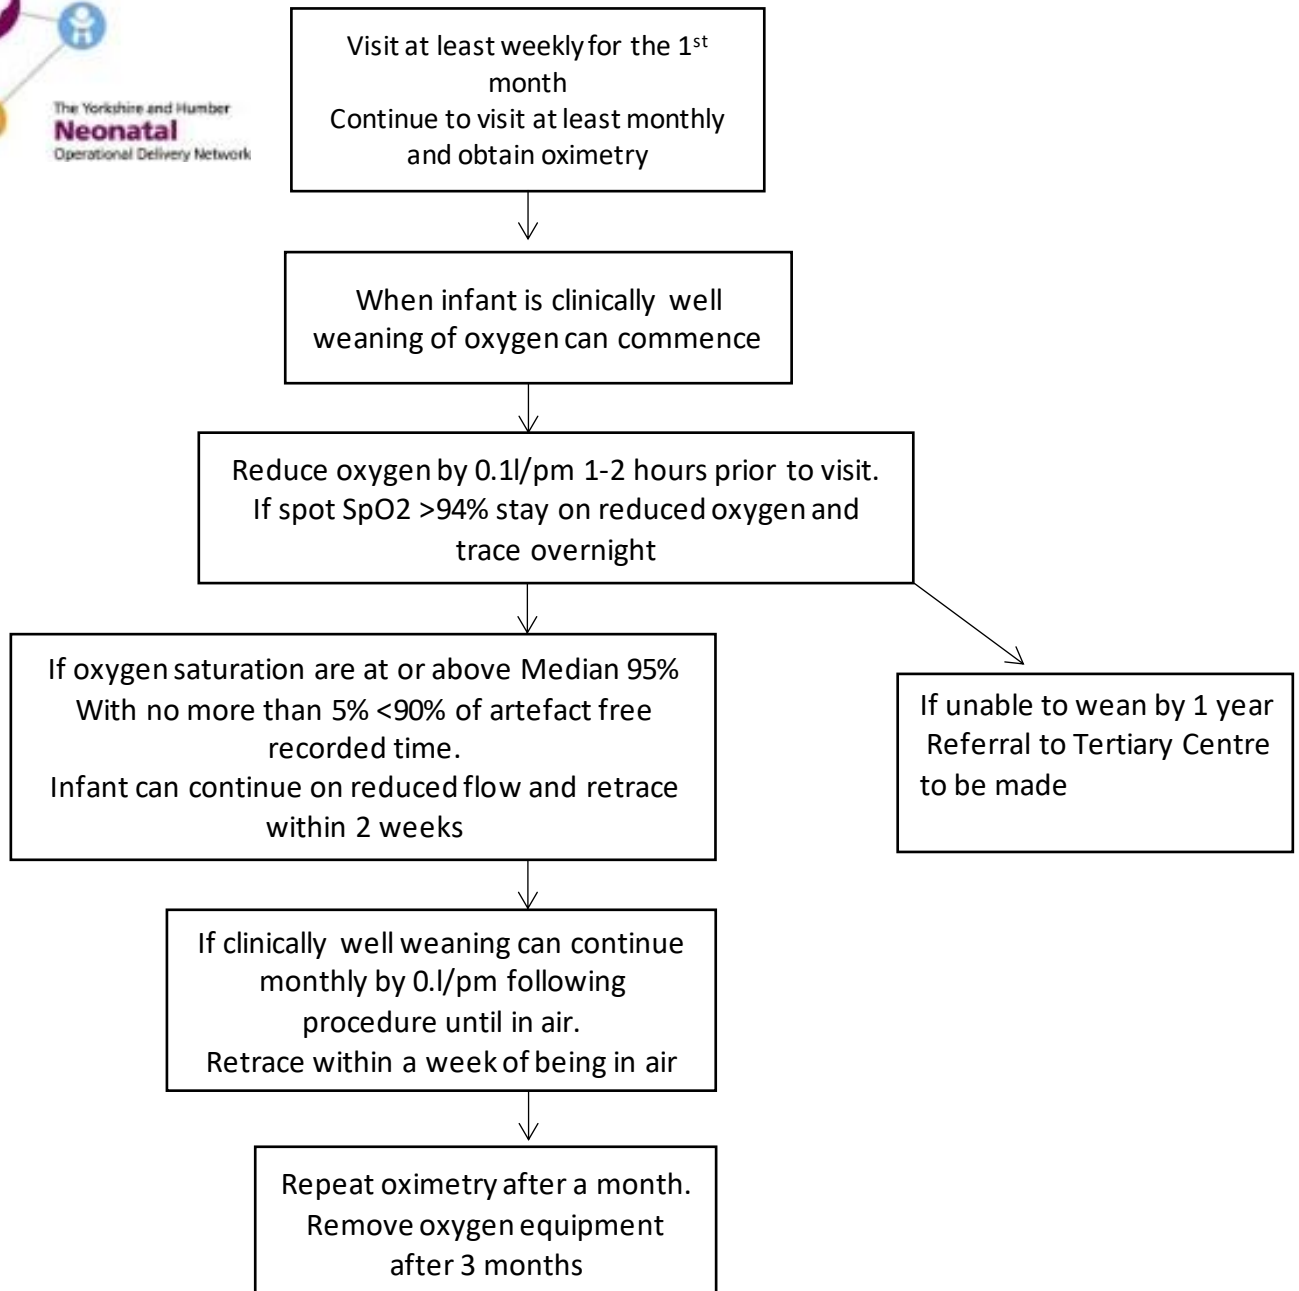 The Yorkshire and Humber
Neonatal
Operational Delivery Network
Visit at least weekly for the 1st
month
Continue to visit at least monthly
and obtain oximetry
When infant is clinically well
weaning of oxygen can commence
Reduce oxygen by 0.1l/pm 1-2 hours prior to visit.
If spot SpO2 >94% stay on reduced oxygen and
trace overnight
If oxygen saturation are at or above Median 95%
With no more than 5% <90% of artefact free
recorded time.
Infant can continue on reduced flow and retrace
within 2 weeks
If unable to wean by 1 year
Referral to Tertiary Centre
to be made
If clinically well weaning can continue
monthly by 0.l/pm following
procedure until in air.
Retrace within a week of being in air
Repeat oximetry after a month.
Remove oxygen equipment
after 3 months